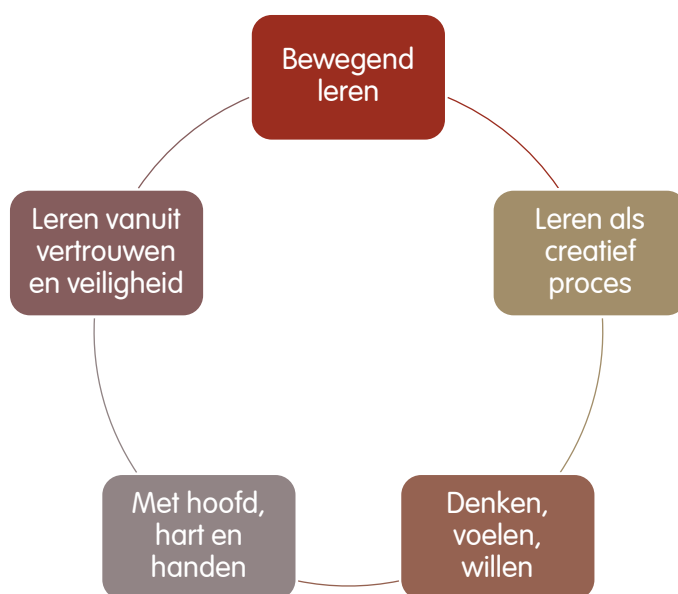 Bewegend
leren
Leren als
creatief
proces
Denken,
voelen,
willen
Met hoofd,
hart en
handen
Leren vanuit
vertrouwen
en veiligheid